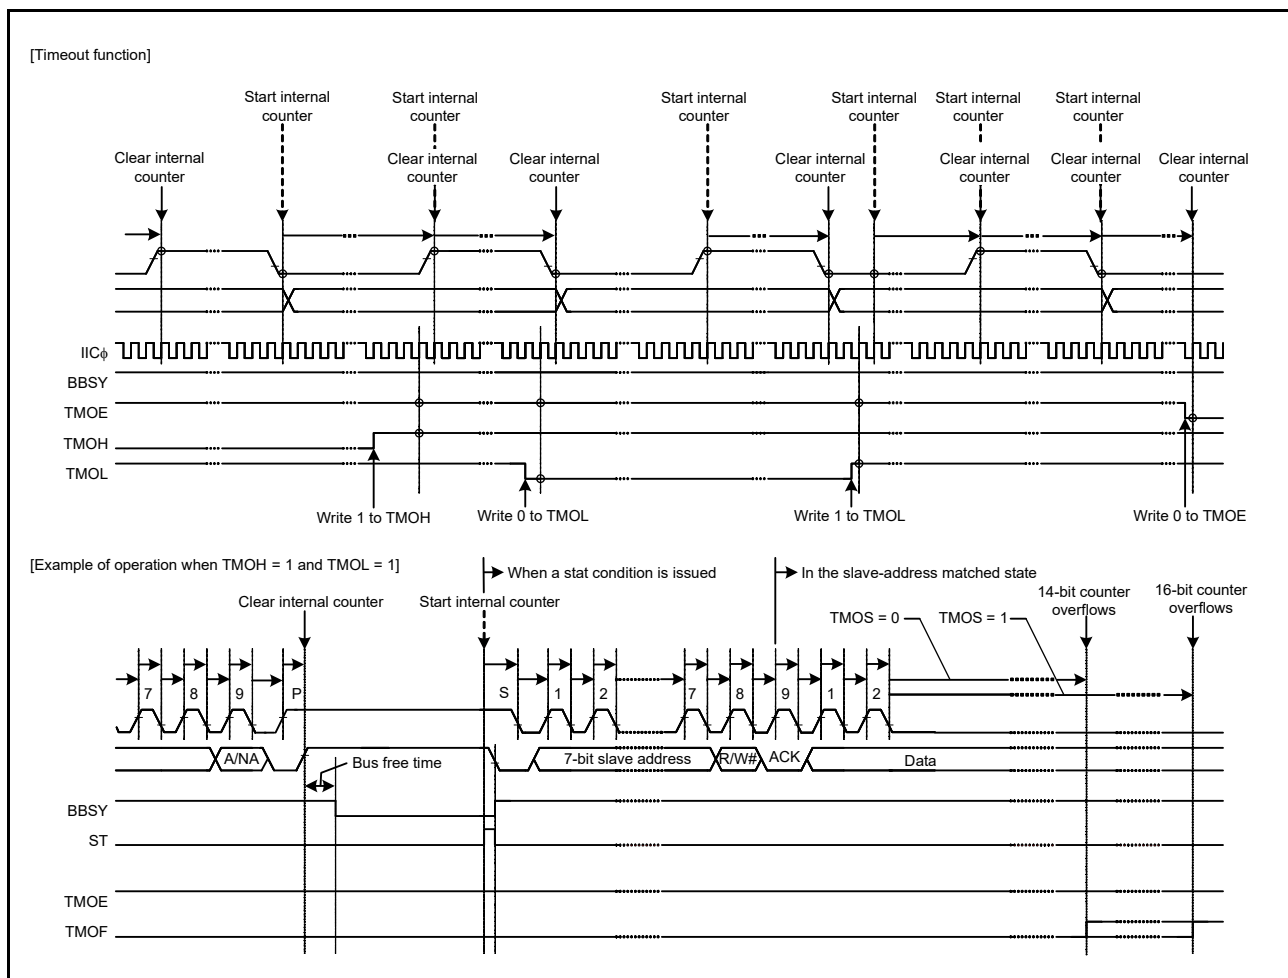 [Timeout function]
Start internal
counter
Start internal
counter
Start internal
counter
Start internal
counter
Start internal
counter
Start internal
counter
Clear internal
counter
Clear internal
counter
Clear internal
counter
Clear internal
counter
Clear internal
counter
Clear internal
counter
Clear internal
counter
IICφ
BBSY
TMOE
TMOH
TMOL
Write 1 to TMOH
Write 0 to TMOL
Write 1 to TMOL
Write 0 to TMOE
[Example of operation when TMOH = 1 and TMOL = 1]
When a stat condition is issued
In the slave-address matched state
Clear internal counter
Start internal counter
14-bit counter
overflows
16-bit counter
overflows
TMOS = 0
TMOS = 1
7 8 9 P S 1 2 7 8 9 1 2
A/NA
Bus free time
7-bit slave address
R/W#
ACK
Data
BBSY
ST
TMOE
TMOF